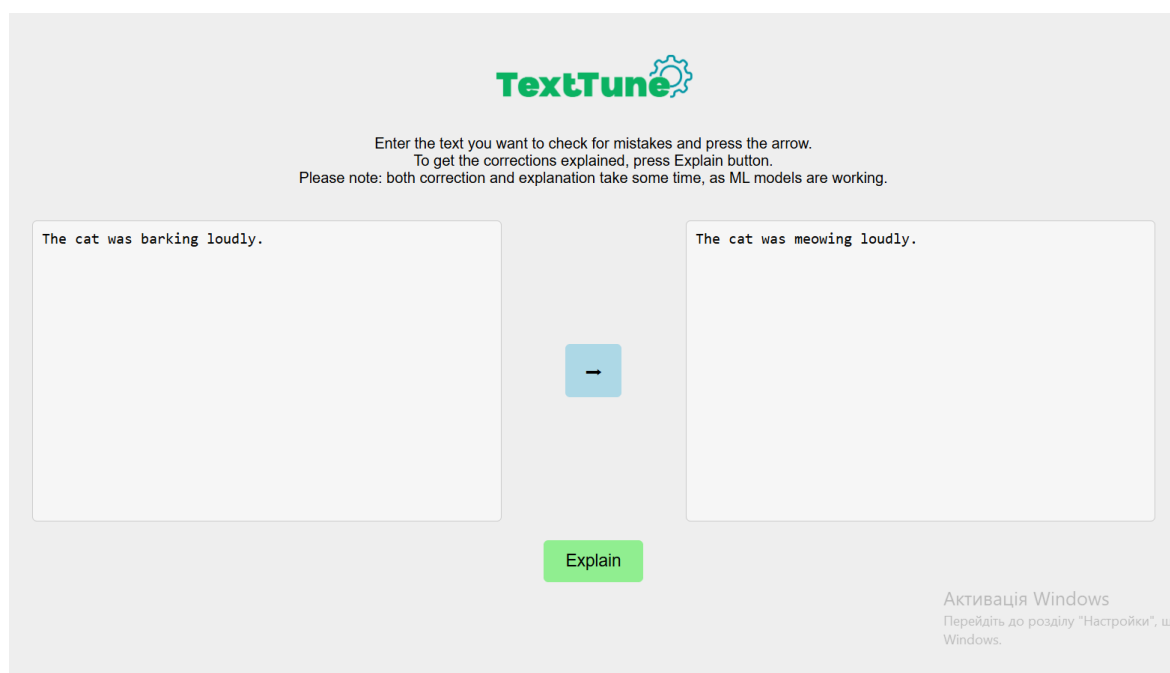 TextTune
Enter the text you want to check for mistakes and press the arrow.
To get the corrections explained, press Explain button.
Please note: both correction and explanation take some time, as ML models are working.
The cat was barking loudly.
The cat was meowing loudly.
→
Explain
Активація Windows
Перейдіть до розділу "Настройки", щ
Windows.